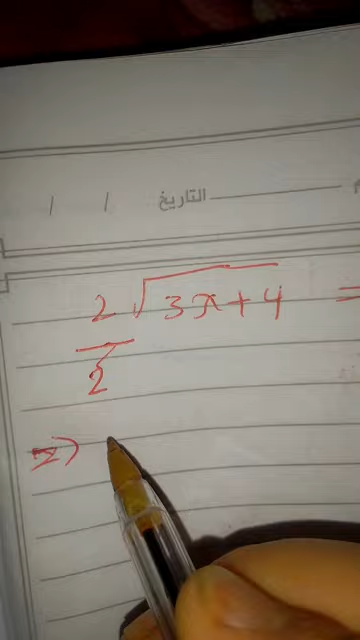 / / التاريخ
2√3x+4 =
2
⇒